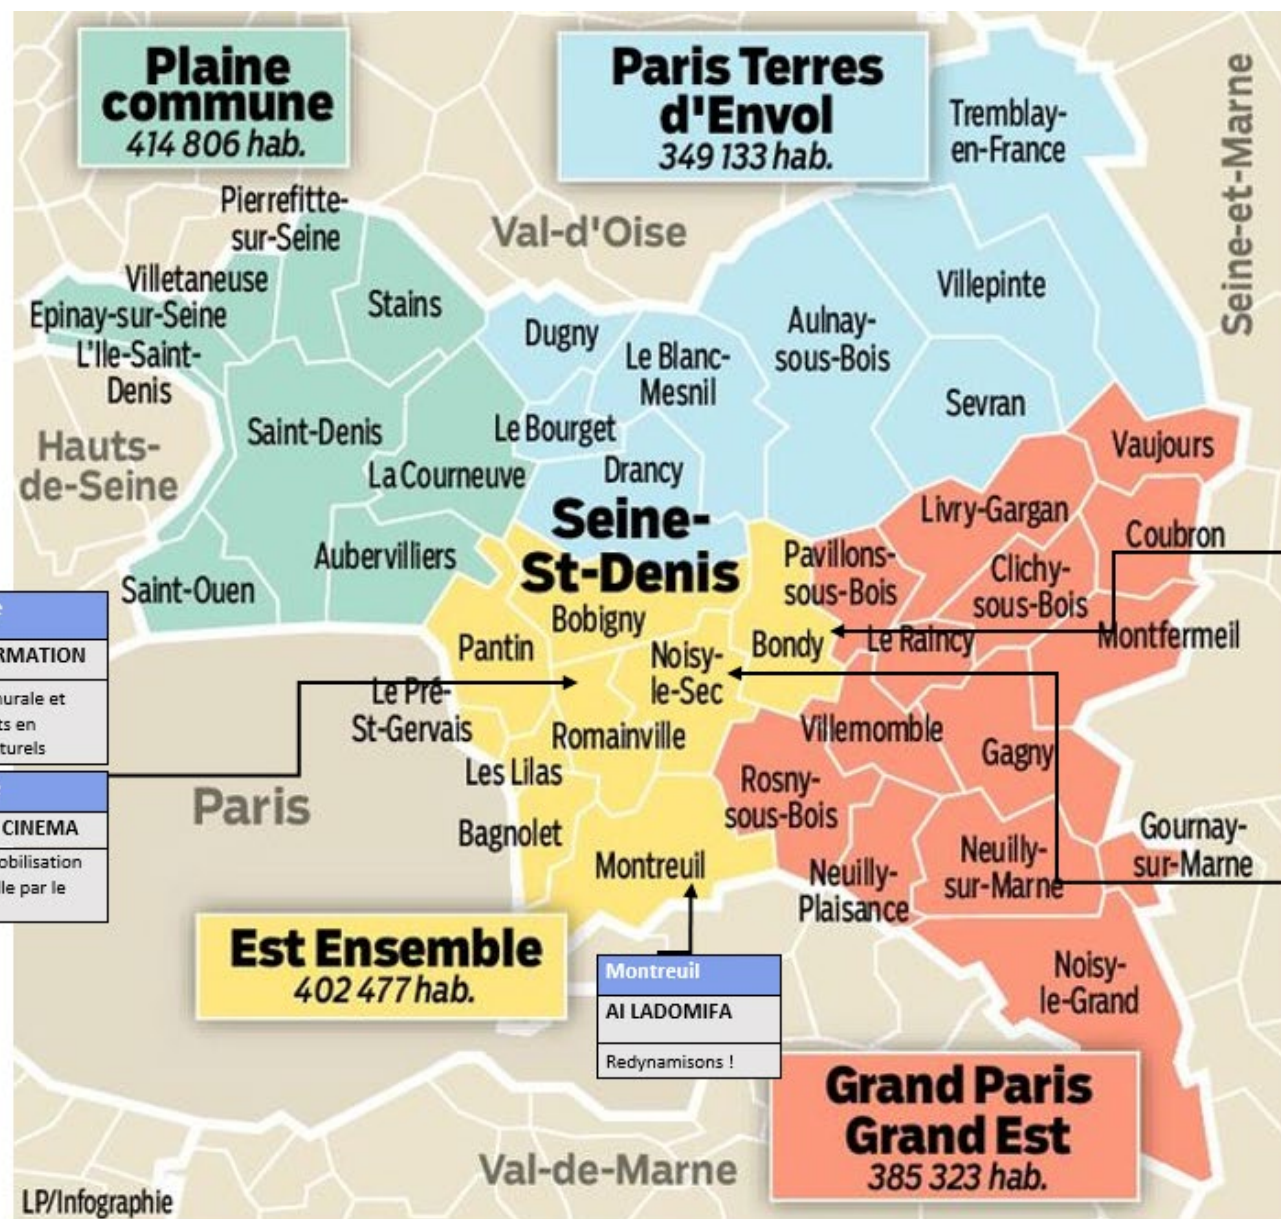 Plaine
commune
414 806 hab.
Paris Terres
d'Envol
349 133 hab.
Tremblay-
en-France
Seine-et-Marne
Pierrefitte-
sur-Seine
Val-d'Oise
Villetaneuse
Epinay-sur-Seine
L'Ile-Saint-
Denis
Stains
Dugny
Le Blanc-
Mesnil
Aulnay-
sous-Bois
Villepinte
Sevran
Hauts-
de-Seine
Saint-Denis
La Courneuve
Le Bourget
Drancy
Vaujours
Livry-Gargan
Coubron
Seine-
St-Denis
Aubervilliers
Saint-Ouen
Pavillons-
sous-Bois
Clichy-
sous-Bois
Bobigny
Pantin
Noisy-
le-Sec
Bondy
Le Raincy
Montfermeil
RMATION
urale et
ts en
turels
Le Pré-
St-Gervais
Romainville
Villemomble
Gagny
Les Lilas
Rosny-
sous-Bois
CINEMA
obilisation
lle par le
Paris
Bagnolet
Montreuil
Neuilly-
Plaisance
Neuilly-
sur-Marne
Gournay-
sur-Marne
Est Ensemble
402 477 hab.
Montreuil
AI LADOMIFA
Redynamisons !
Noisy-
le-Grand
Grand Paris
Grand Est
385 323 hab.
Val-de-Marne
LP/Infographie